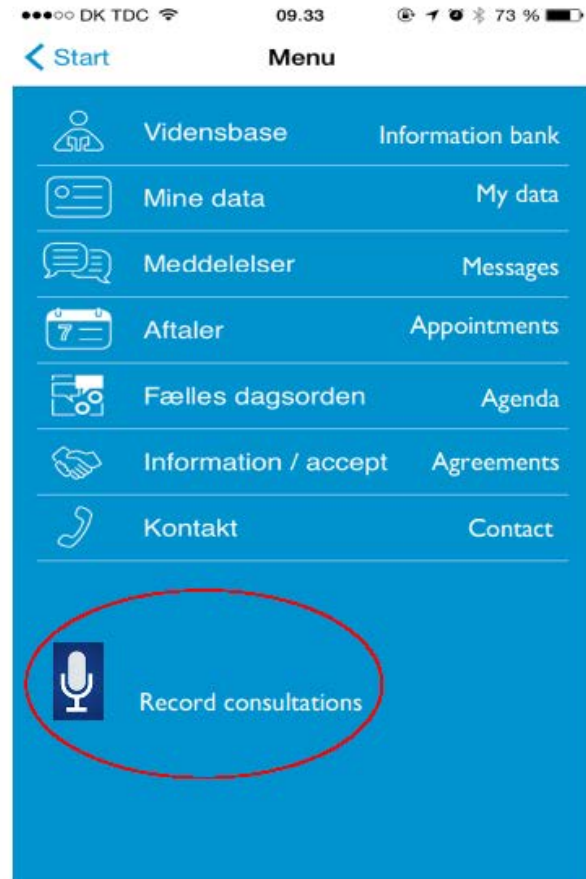 DK TDC 09.33 73 %
Start Menu
Vidensbase Information bank
Mine data My data
Meddelelser Messages
7 Aftaler Appointments
Fælles dagsorden Agenda
Information / accept Agreements
Kontakt Contact
Record consultations